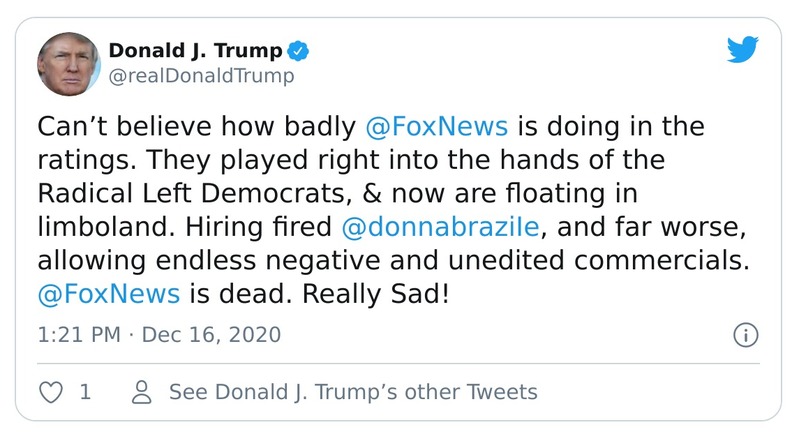 Donald J. Trump
@realDonaldTrump
Can’t believe how badly @FoxNews is doing in the
ratings. They played right into the hands of the
Radical Left Democrats, & now are floating in
limboland. Hiring fired @donnabrazile, and far worse,
allowing endless negative and unedited commercials.
@FoxNews is dead. Really Sad!
1:21 PM · Dec 16, 2020
1 See Donald J. Trump’s other Tweets